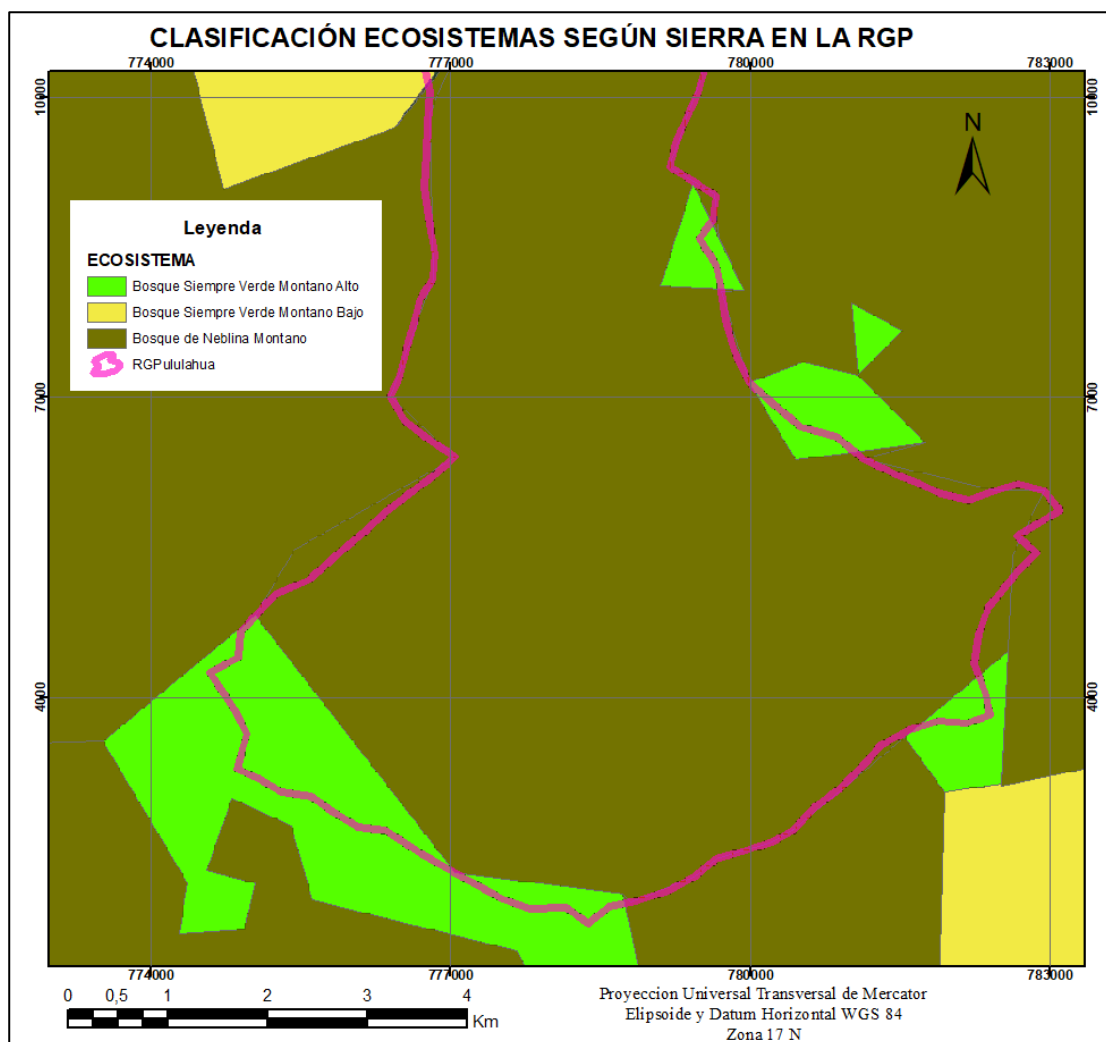 CLASIFICACIÓN ECOSISTEMAS SEGÚN SIERRA EN LA RGP
774000 777000 780000 783000
10000 10000
N
Leyenda
ECOSISTEMA
Bosque Siempre Verde Montano Alto
Bosque Siempre Verde Montano Bajo
Bosque de Neblina Montano
RGPululahua
7000 7000
4000 4000
774000 777000 780000 783000
0 0,5 1 2 3 4
Km
Proyeccion Universal Transversal de Mercator
Elipsoide y Datum Horizontal WGS 84
Zona 17 N